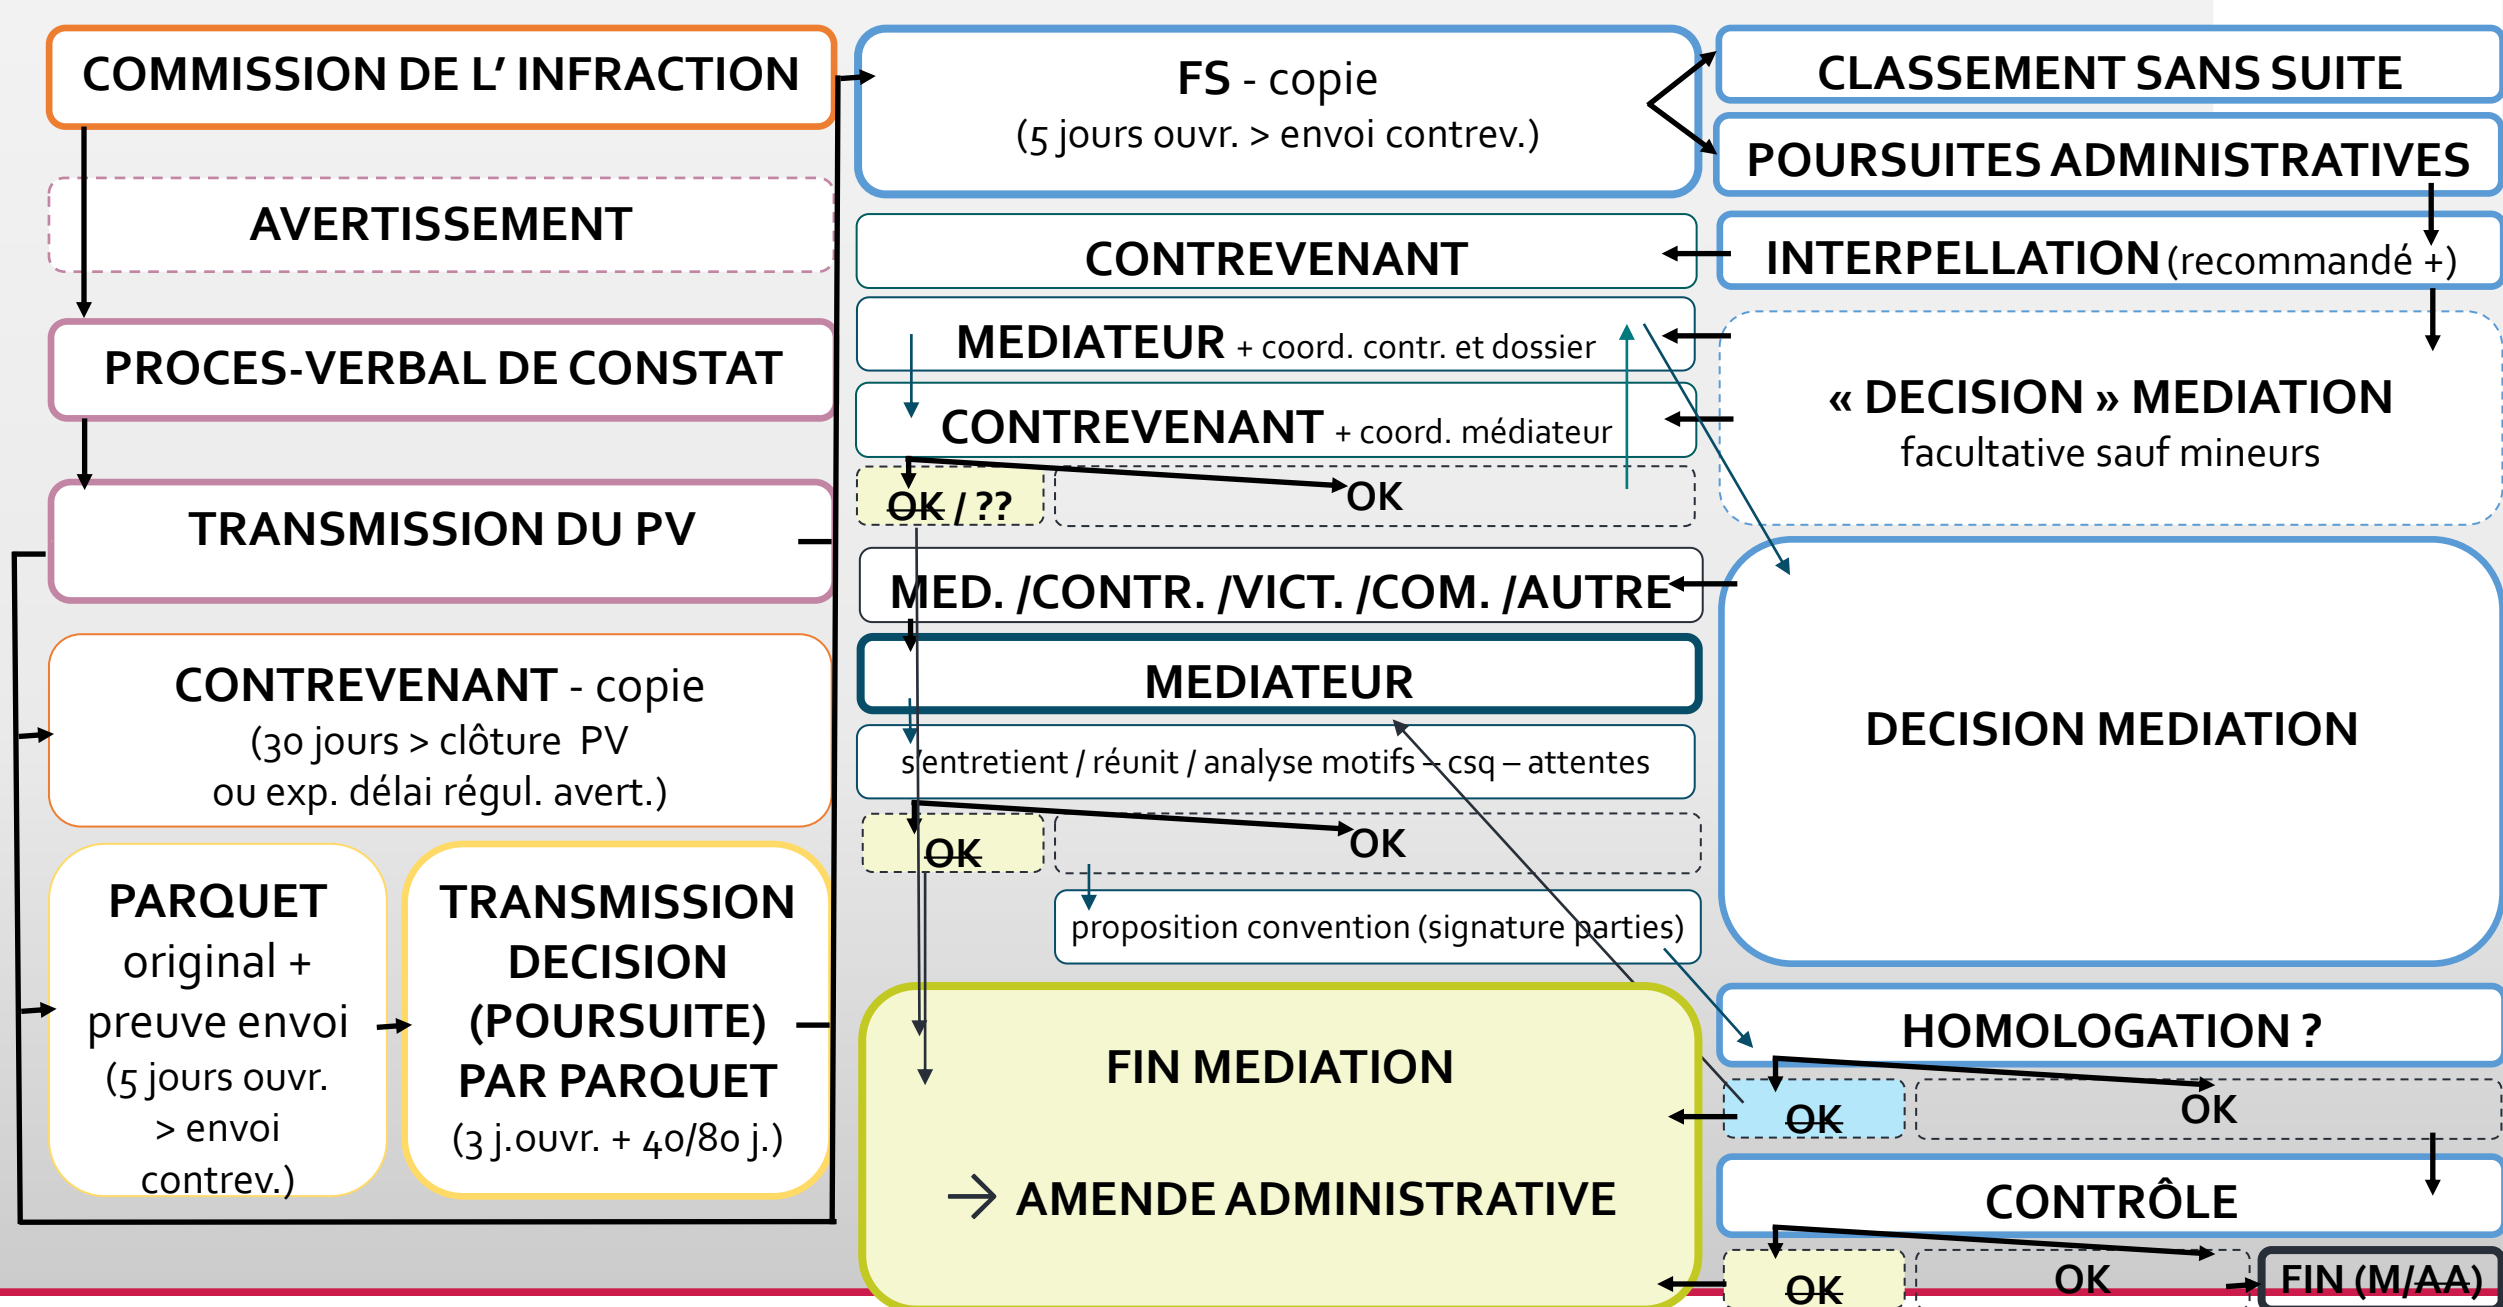 COMMISSION DE L’ INFRACTION
AVERTISSEMENT
PROCES-VERBAL DE CONSTAT
TRANSMISSION DU PV
CONTREVENANT - copie
(30 jours > clôture PV
ou exp. délai régul. avert.)
PARQUET
original +
preuve envoi
(5 jours ouvr.
> envoi
contrev.)
TRANSMISSION
DECISION
(POURSUITE)
PAR PARQUET
(3 j.ouvr. + 40/80 j.)
FS - copie
(5 jours ouvr. > envoi contrev.)
CONTREVENANT
MEDIATEUR + coord. contr. et dossier
CONTREVENANT + coord. médiateur
OK / ??
OK
MED. /CONTR. /VICT. /COM. /AUTRE
MEDIATEUR
s’entretient / réunit / analyse motifs – csq – attentes
OK
OK
proposition convention (signature parties)
FIN MEDIATION
→ AMENDE ADMINISTRATIVE
CLASSEMENT SANS SUITE
POURSUITES ADMINISTRATIVES
INTERPELLATION (recommandé +)
« DECISION » MEDIATION
facultative sauf mineurs
DECISION MEDIATION
HOMOLOGATION ?
OK
OK
CONTRÔLE
OK
OK
FIN (M/AA)